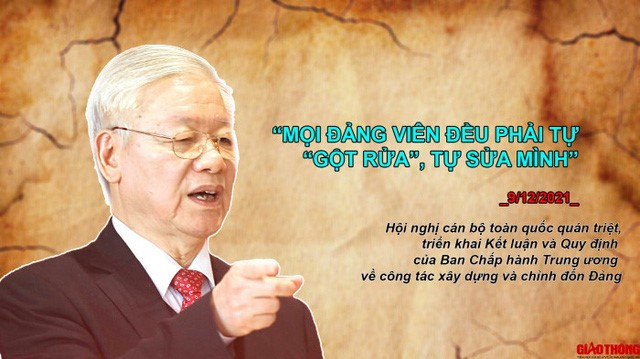 “MỌI ĐẢNG VIÊN ĐỀU PHẢI TỰ
“GỘT RỬA”, TỰ SỬA MÌNH”
_9/12/2021_
Hội nghị cán bộ toàn quốc quán triệt,
triển khai Kết luận và Quy định
của Ban Chấp hành Trung ương
về công tác xây dựng và chỉnh đốn Đảng
GIAOTHONG